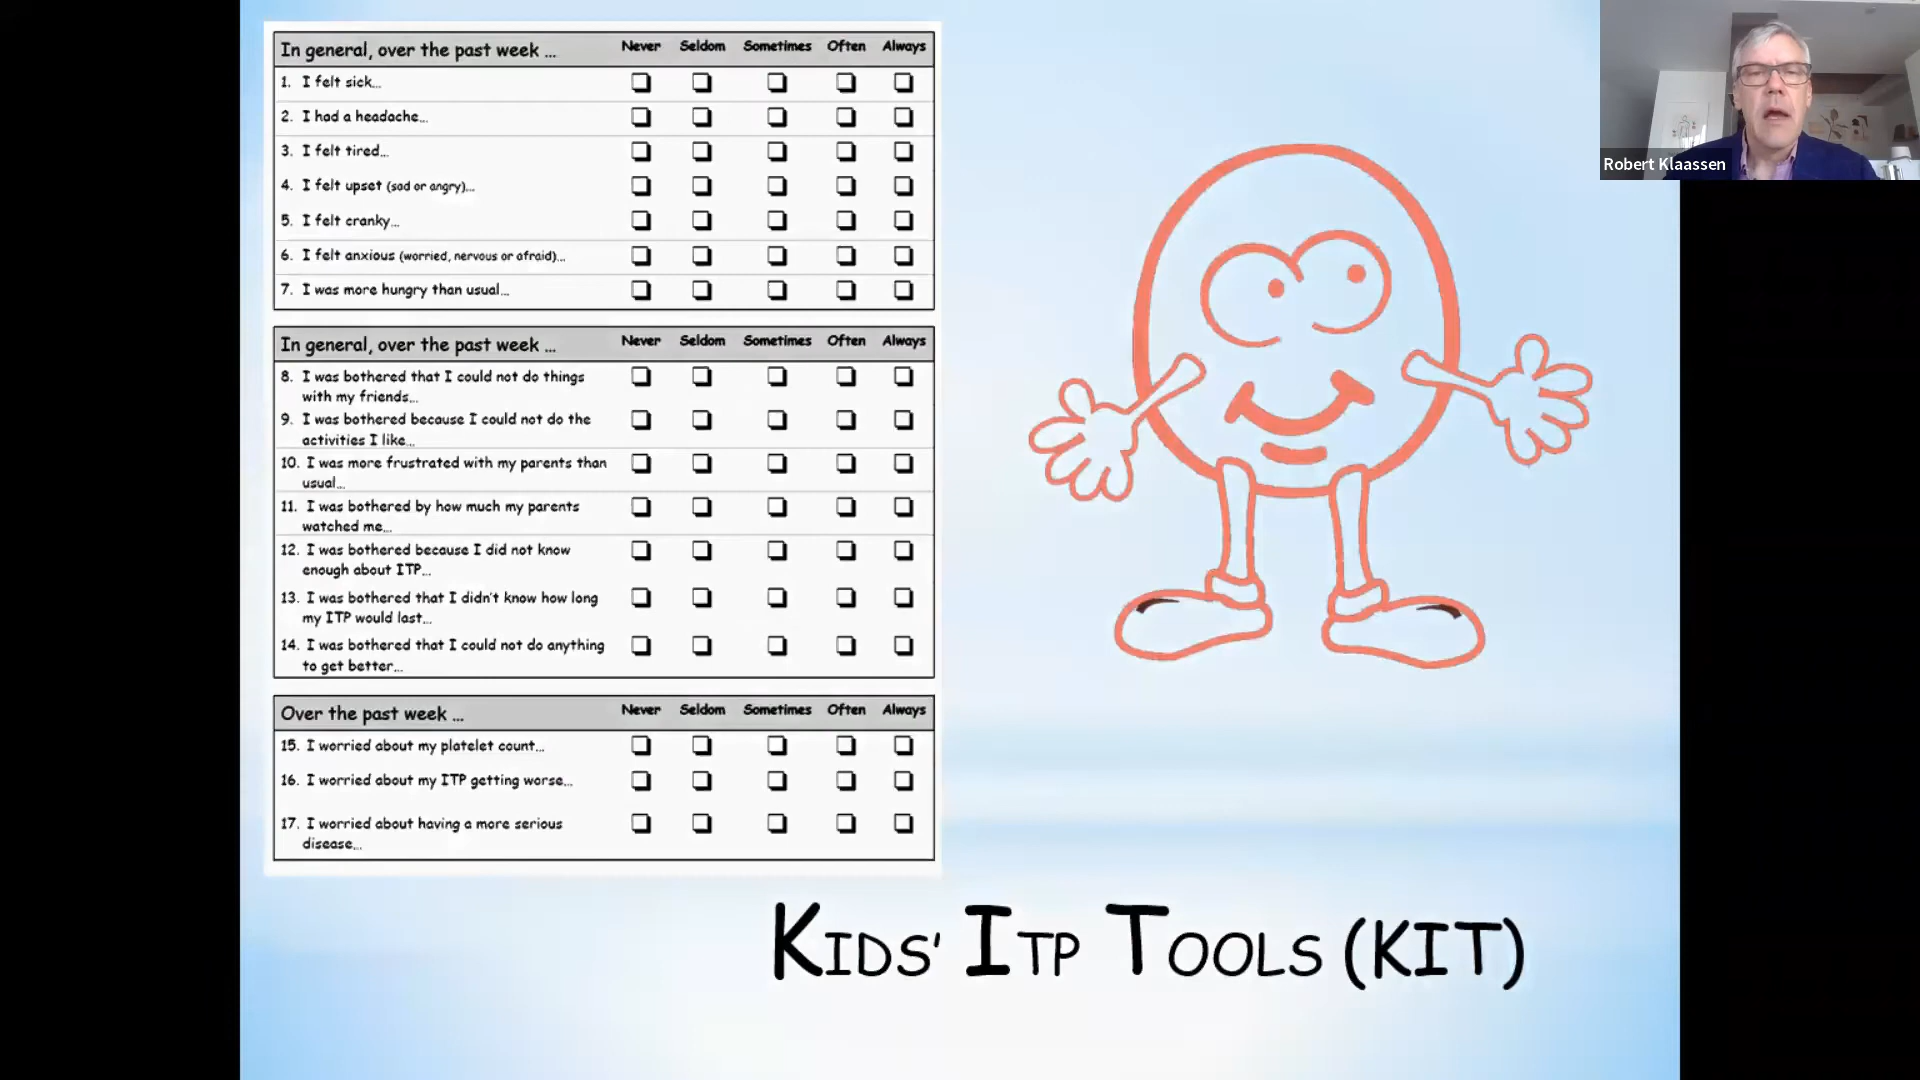 In general, over the past week ... Never Seldom Sometimes Often Always
1. I felt sick...
2. I had a headache...
3. I felt tired...
4. I felt upset (sad or angry)...
5. I felt cranky...
6. I felt anxious (worried, nervous or afraid)...
7. I was more hungry than usual...
In general, over the past week ... Never Seldom Sometimes Often Always
8. I was bothered that I could not do things
with my friends...
9. I was bothered because I could not do the
activities I like...
10. I was more frustrated with my parents than
usual...
11. I was bothered by how much my parents
watched me...
12. I was bothered because I did not know
enough about ITP...
13. I was bothered that I didn't know how long
my ITP would last...
14. I was bothered that I could not do anything
to get better...
Over the past week ... Never Seldom Sometimes Often Always
15. I worried about my platelet count...
16. I worried about my ITP getting worse...
17. I worried about having a more serious
disease...
KIDS' ITP TOOLS (KIT)
Robert Klaassen